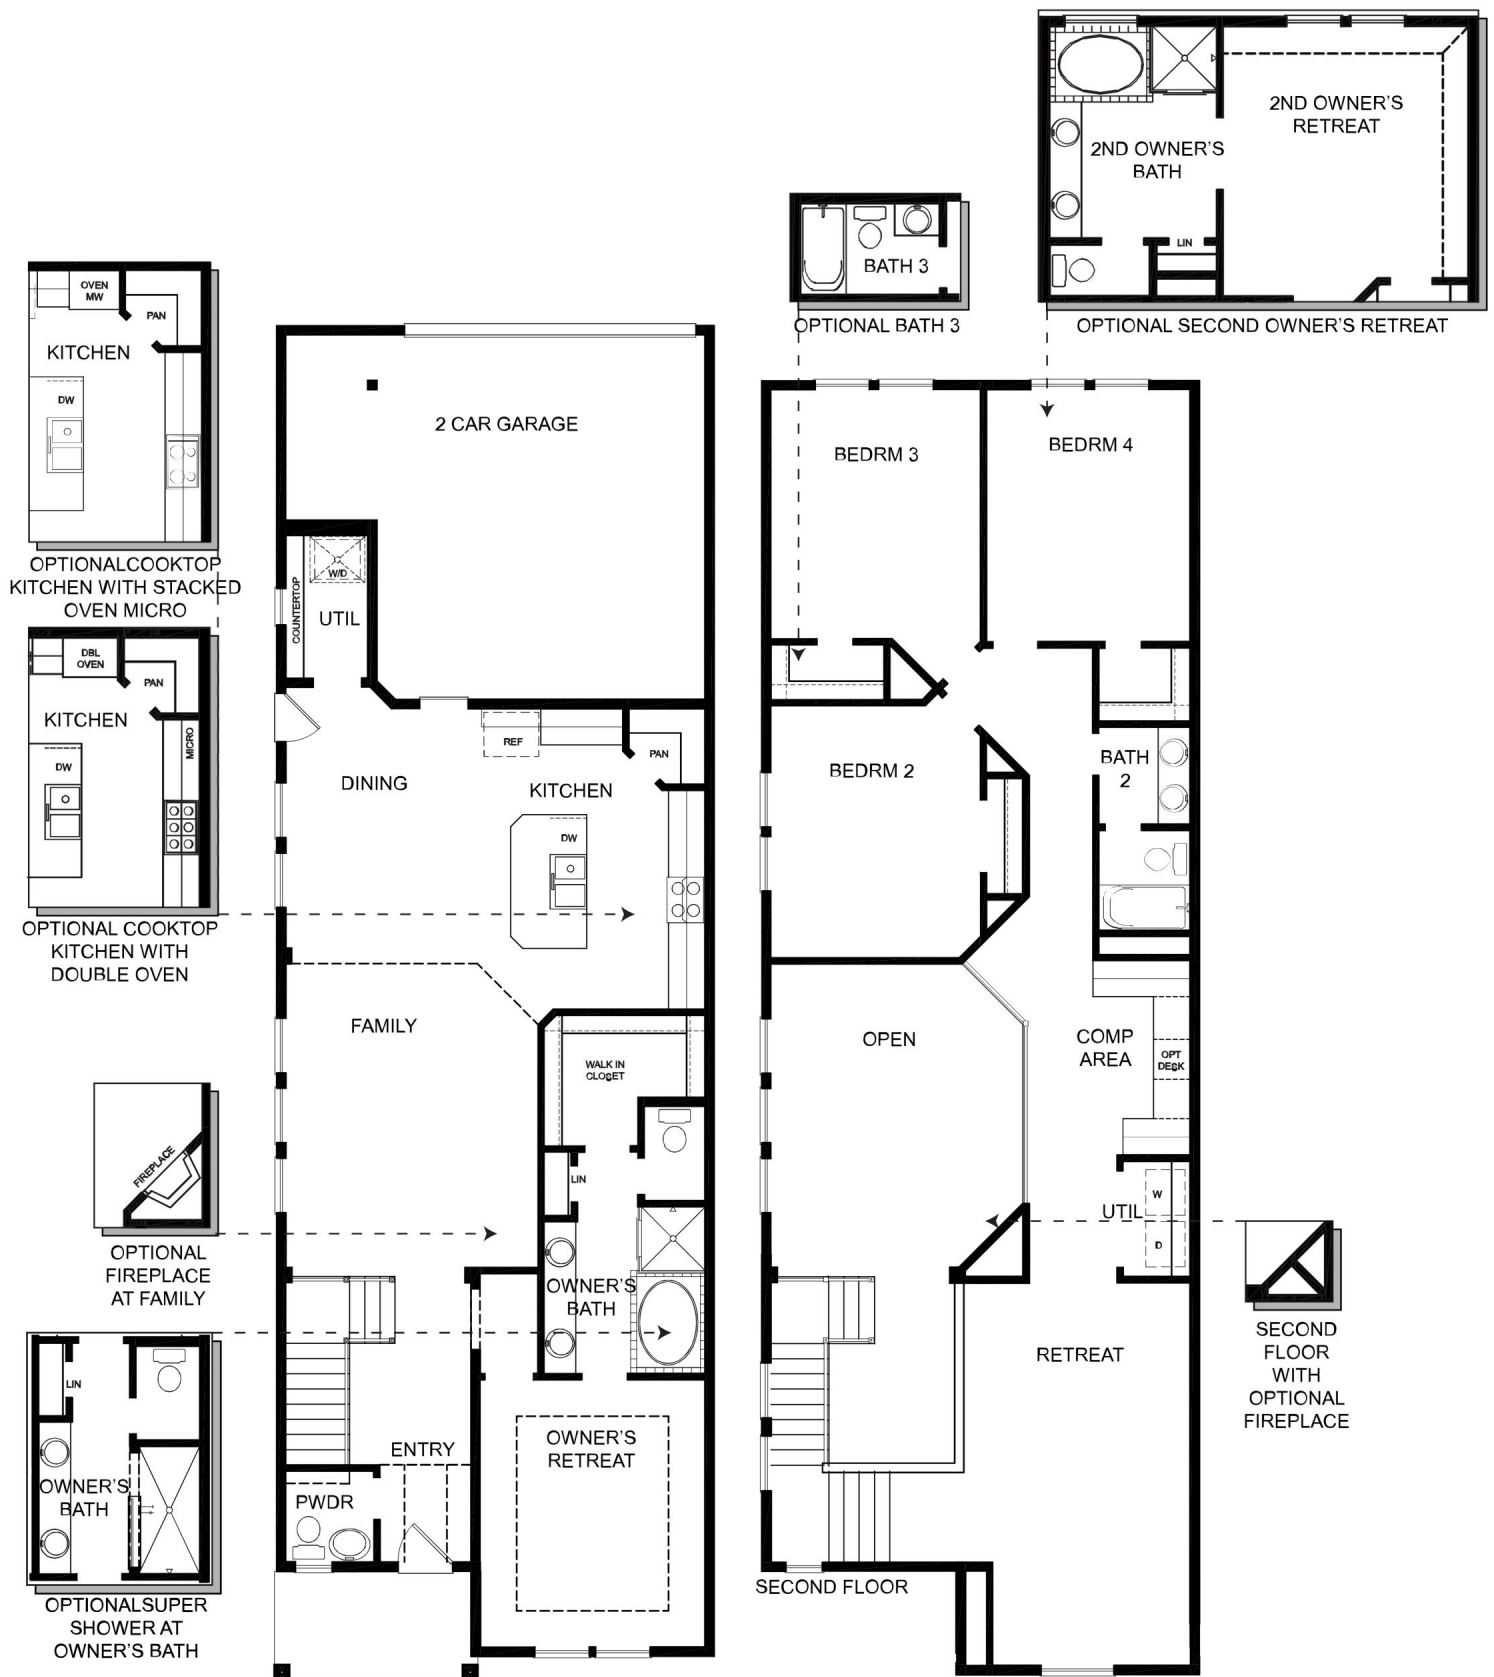 2ND OWNER'S
RETREAT
2ND OWNER'S
BATH
LIN
OPTIONAL SECOND OWNER'S RETREAT
BATH 3
OPTIONAL BATH 3
OVEN
MW
PAN
KITCHEN
DW
OPTIONALCOOKTOP
KITCHEN WITH STACKED
OVEN MICRO
DBL
OVEN
PAN
KITCHEN
MICRO
DW
OPTIONAL COOKTOP
KITCHEN WITH
DOUBLE OVEN
FIREPLACE
OPTIONAL
FIREPLACE
AT FAMILY
LIN
OWNER'S
BATH
OPTIONALSUPER
SHOWER AT
OWNER'S BATH
2 CAR GARAGE
W/D
COUNTERTOP
UTIL
REF
PAN
DINING
KITCHEN
DW
FAMILY
WALK IN
CLOSET
LIN
OWNER'S
BATH
OWNER'S
RETREAT
ENTRY
PWDR
BEDRM 3
BEDRM 4
BEDRM 2
BATH
2
OPEN
COMP
AREA
OPT
DESK
W
UTIL
D
RETREAT
SECOND FLOOR
SECOND
FLOOR
WITH
OPTIONAL
FIREPLACE